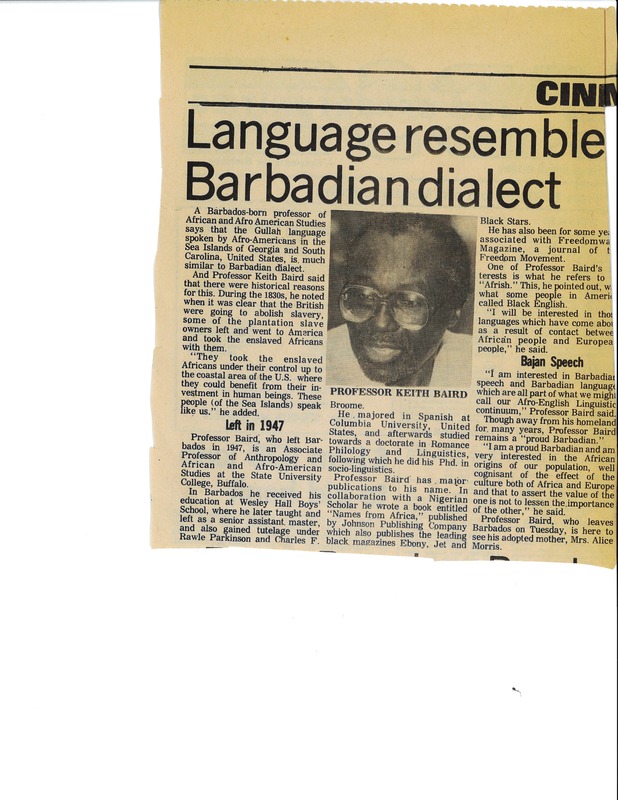 CINN
Language resemble
Barbadian dialect
A Barbados-born professor of
African and Afro American Studies
says that the Gullah language
spoken by Afro-Americans in the
Sea Islands of Georgia and South
Carolina, United States, is much
similar to Barbadian dialect.
And Professor Keith Baird said
that there were historical reasons
for this. During the 1830s, he noted
when it was clear that the British
were going to abolish slavery,
some of the plantation slave
owners left and went to America
and took the enslaved Africans
with them.
"They took the enslaved
Africans under their control up to
the coastal area of the U.S. where
they could benefit from their in-
vestment in human beings. These
people (of the Sea Islands) speak
like us." he added.
Left in 1947
Professor Baird, who left Bar-
bados in 1947, is an Associate
Professor of Anthropology and
African and Afro-American
Studies at the State University
College, Buffalo.
In Barbados he received his
education at Wesley Hall Boys'
School, where he later taught and
left as a senior assistant master,
and also gained tutelage under
Rawle Parkinson and Charles F.
PROFESSOR KEITH BAIRD
Broome.
He majored in Spanish at
Columbia University, United
States, and afterwards studied
towards a doctorate in Romance
Philology and Linguistics,
following which he did his Phd. in
socio-linguistics.
Professor Baird has major
publications to his name. In
collaboration with a Nigerian
Scholar he wrote a book entitled
"Names from Africa," published
by Johnson Publishing Company
which also publishes the leading
black magazines Ebony, Jet and
Black Stars.
He has also been for some yea
associated with Freedomwa
Magazine, a journal of t
Freedom Movement.
One of Professor Baird's
terests is what he refers to
"Afrish." This, he pointed out, w
what some people in Ameri
called Black English.
"I will be interested in tho
languages which have come abou
as a result of contact betwee
African people and Europea
people," he said.
Bajan Speech
"I am interested in Barbadian
speech and Barbadian language
which are all part of what we might
call our Afro-English Linguistic
continuum," Professor Baird said.
Though away from his homeland
for many years, Professor Baird
remains a "proud Barbadian."
"I am a proud Barbadian and am
very interested in the African
origins of our population, well
cognisant of the effect of the
culture both of Africa and Europe
and that to assert the value of the
one is not to lessen the importance
of the other," he said.
Professor Baird, who leaves
Barbados on Tuesday, is here to
see his adopted mother, Mrs. Alice
Morris.